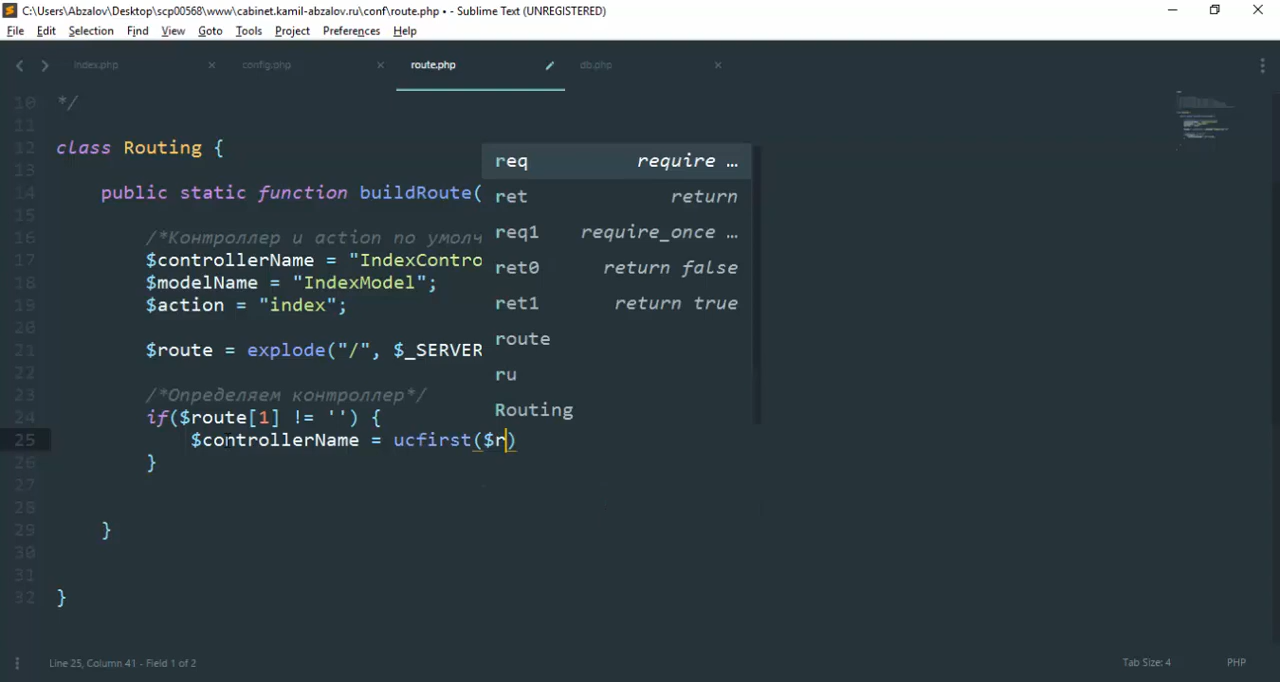 C:\Users\Abzalov\Desktop\scp00568\www\cabinet.kamil-abzalov.ru\conf\route.php • - Sublime Text (UNREGISTERED)
File Edit Selection Find View Goto Tools Project Preferences Help
index.php × config.php × route.php db.php ×
10 */
11
12 class Routing {
13
14 public static function buildRoute(
15
16 /*Контроллер и action по умолч
17 $controllerName = "IndexContro
18 $modelName = "IndexModel";
19 $action = "index";
20
21 $route = explode("/", $_SERVER
22
23 /*Определяем контроллер*/
24 if($route[1] != '') {
25 $controllerName = ucfirst($r)
26 }
27
28
29 }
30
31
32 }
req require …
ret return
req1 require_once …
ret0 return false
ret1 return true
route
ru
Routing
Line 25, Column 41 - Field 1 of 2 Tab Size: 4 PHP